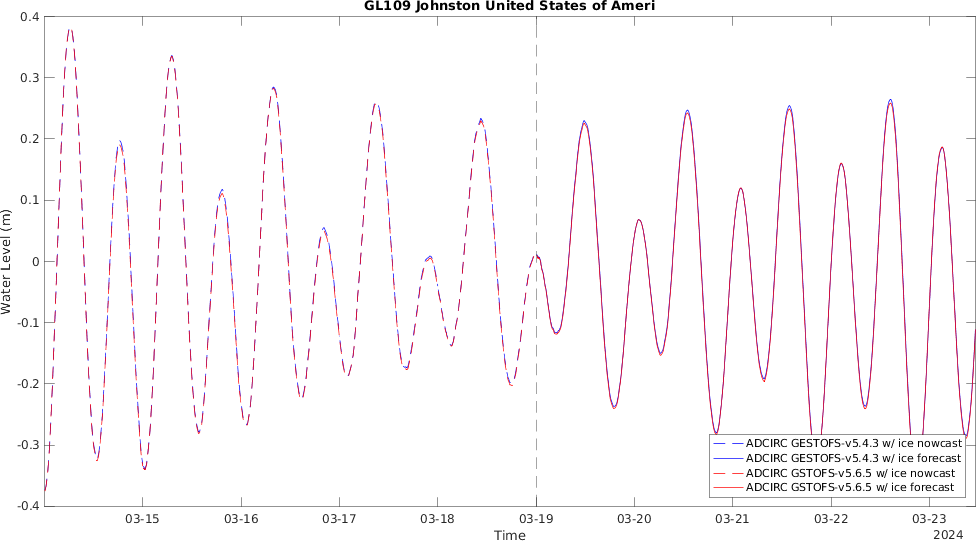 GL109 Johnston United States of Ameri
0.4
0.3
0.2
0.1
0
-0.1
-0.2
-0.3
-0.4
Water Level (m)
ADCIRC GESTOFS-v5.4.3 w/ ice nowcast
ADCIRC GESTOFS-v5.4.3 w/ ice forecast
ADCIRC GSTOFS-v5.6.5 w/ ice nowcast
ADCIRC GSTOFS-v5.6.5 w/ ice forecast
03-15 03-16 03-17 03-18 03-19 03-20 03-21 03-22 03-23
Time 2024